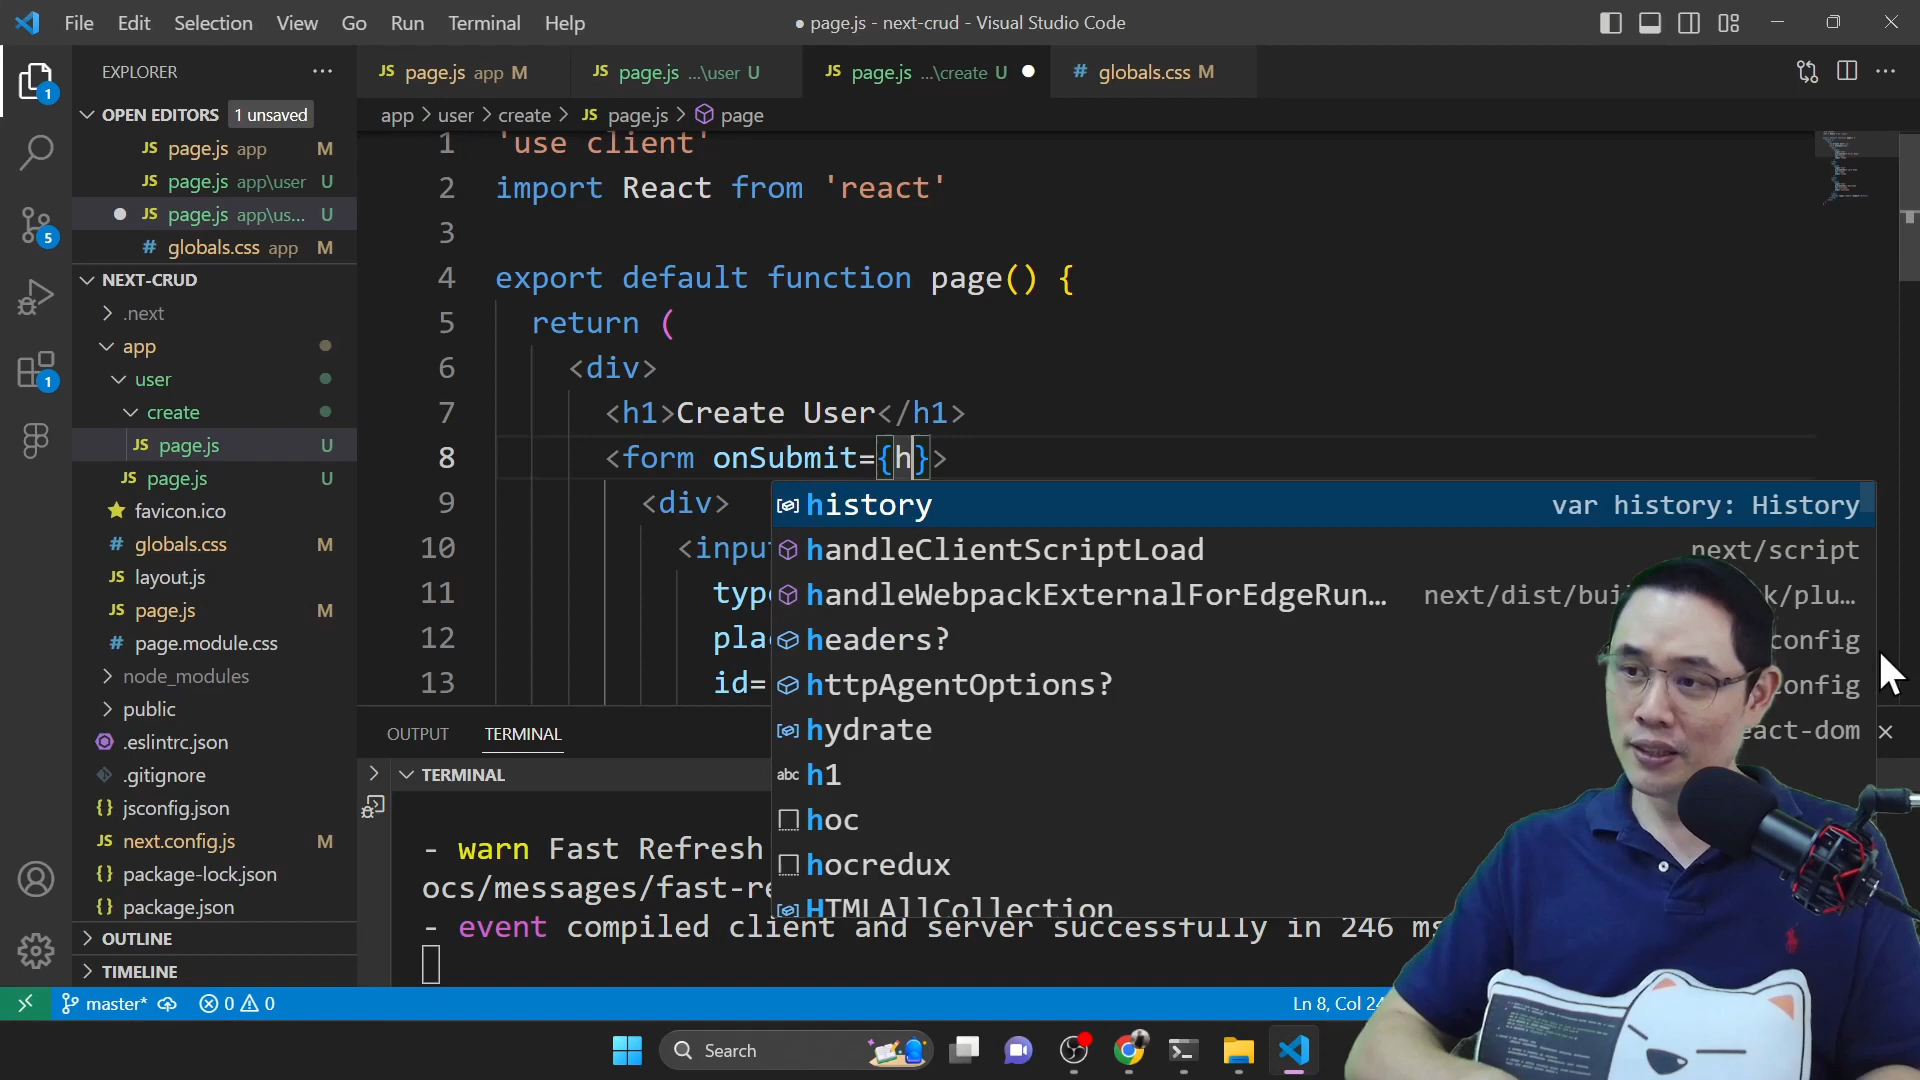 File Edit Selection View Go Run Terminal Help
● page.js - next-crud - Visual Studio Code
EXPLORER
OPEN EDITORS 1 unsaved
JS page.js app M
JS page.js app\user U
JS page.js app\us... U
# globals.css app M
NEXT-CRUD
.next
app
user
create
JS page.js U
JS page.js U
favicon.ico
# globals.css M
JS layout.js
JS page.js M
# page.module.css
node_modules
public
.eslintrc.json
.gitignore
{} jsconfig.json
JS next.config.js M
{} package-lock.json
{} package.json
OUTLINE
TIMELINE
1
5
1
JS page.js app M
JS page.js ...\user U
JS page.js ...\create U
# globals.css M
app > user > create > JS page.js > page
1 'use client'
2 import React from 'react'
3
4 export default function page() {
5 return (
6 <div>
7 <h1>Create User</h1>
8 <form onSubmit={h}>
9 <div>
10 <input
11 type
12 pla
13 id=
history var history: History
handleClientScriptLoad next/script
handleWebpackExternalForEdgeRun... next/dist/bui k/plu...
headers? config
httpAgentOptions? config
hydrate eact-dom
abc h1
hoc
hocredux
HTMLAllCollection
OUTPUT TERMINAL
TERMINAL
- warn Fast Refresh
ocs/messages/fast-re
- event compiled client and server successfully in 246 ms
master* 0 0
Ln 8, Col 24
Search